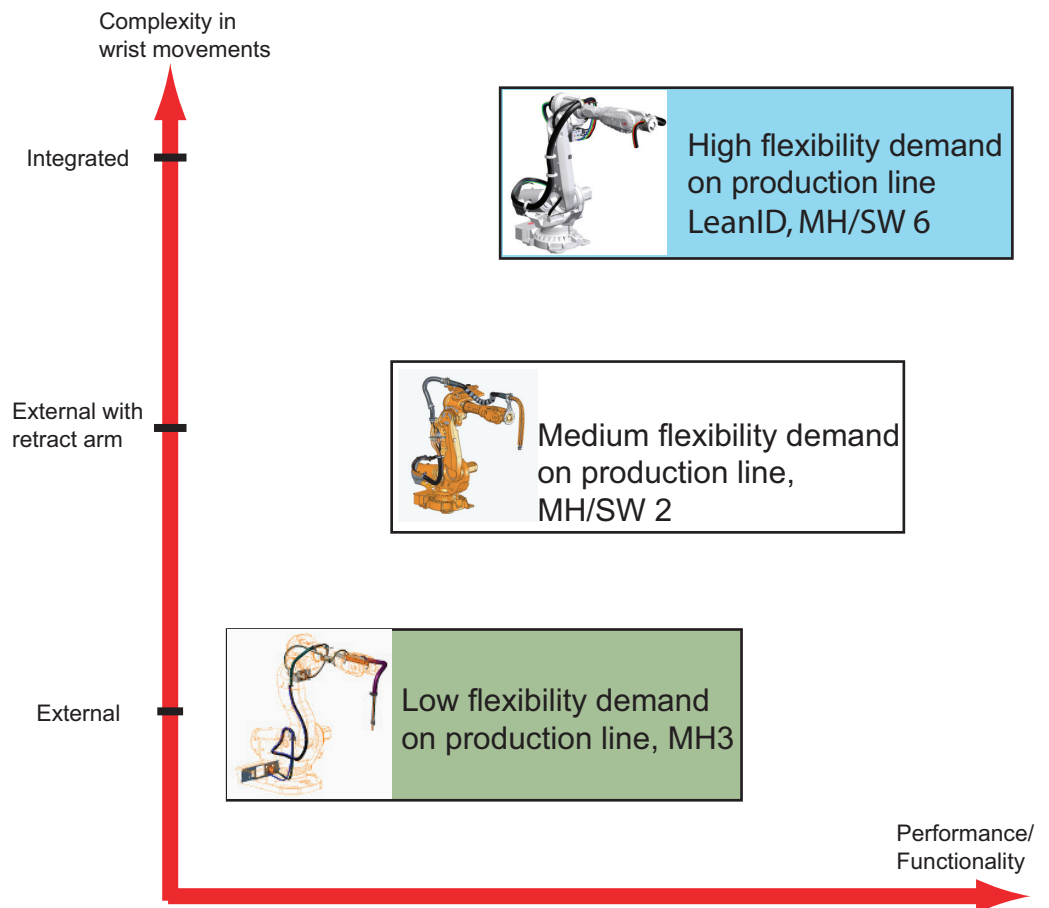 Complexity in
wrist movements
Integrated
High flexibility demand
on production line
LeanID, MH/SW 6
External with
retract arm
Medium flexibility demand
on production line,
MH/SW 2
External
Low flexibility demand
on production line, MH3
Performance/
Functionality